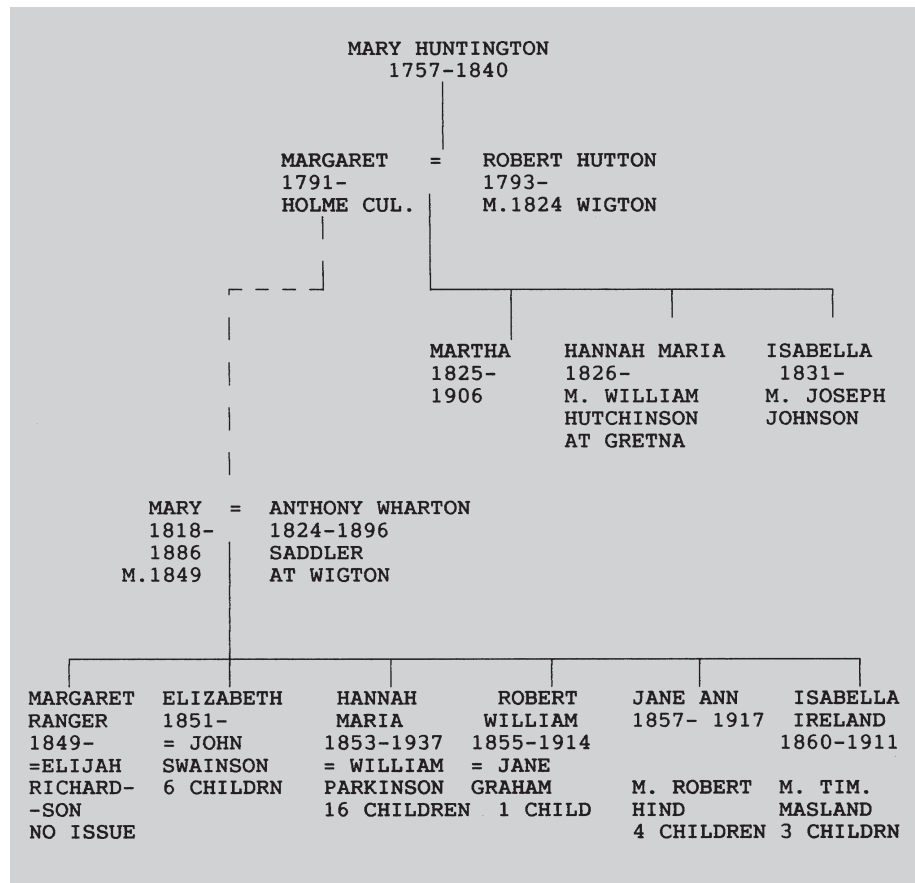 MARY HUNTINGTON
1757-1840
MARGARET = ROBERT HUTTON
1791- 1793-
HOLME CUL. M.1824 WIGTON
MARTHA HANNAH MARIA ISABELLA
1825- 1826- 1831-
1906 M. WILLIAM M. JOSEPH
HUTCHINSON JOHNSON
AT GRETNA
MARY = ANTHONY WHARTON
1818- 1824-1896
1886 SADDLER
M.1849 AT WIGTON
MARGARET ELIZABETH HANNAH ROBERT JANE ANN ISABELLA
RANGER 1851- MARIA WILLIAM 1857- 1917 IRELAND
1849- = JOHN 1853-1937 1855-1914 1860-1911
=ELIJAH SWAINSON = WILLIAM = JANE
RICHARD- 6 CHILDRN PARKINSON GRAHAM M. ROBERT M. TIM.
-SON 16 CHILDREN 1 CHILD HIND MASLAND
NO ISSUE 4 CHILDREN 3 CHILDRN